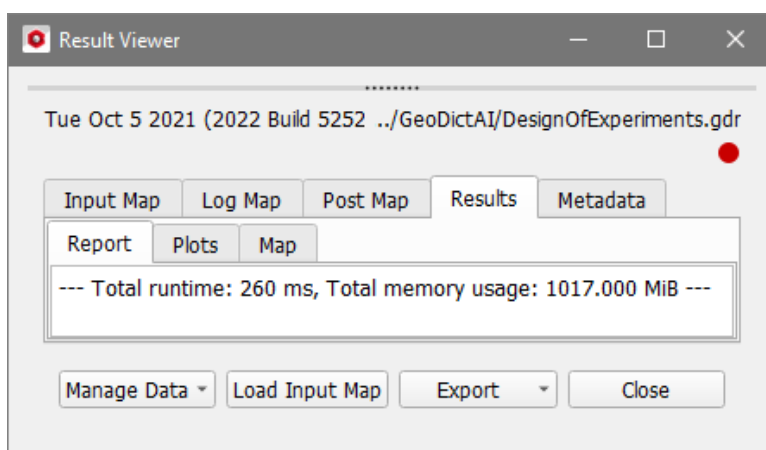 Result Viewer
Tue Oct 5 2021 (2022 Build 5252 ../GeoDictAI/DesignOfExperiments.gdr
Input Map Log Map Post Map Results Metadata
Report Plots Map
--- Total runtime: 260 ms, Total memory usage: 1017.000 MiB ---
Manage Data Load Input Map Export Close